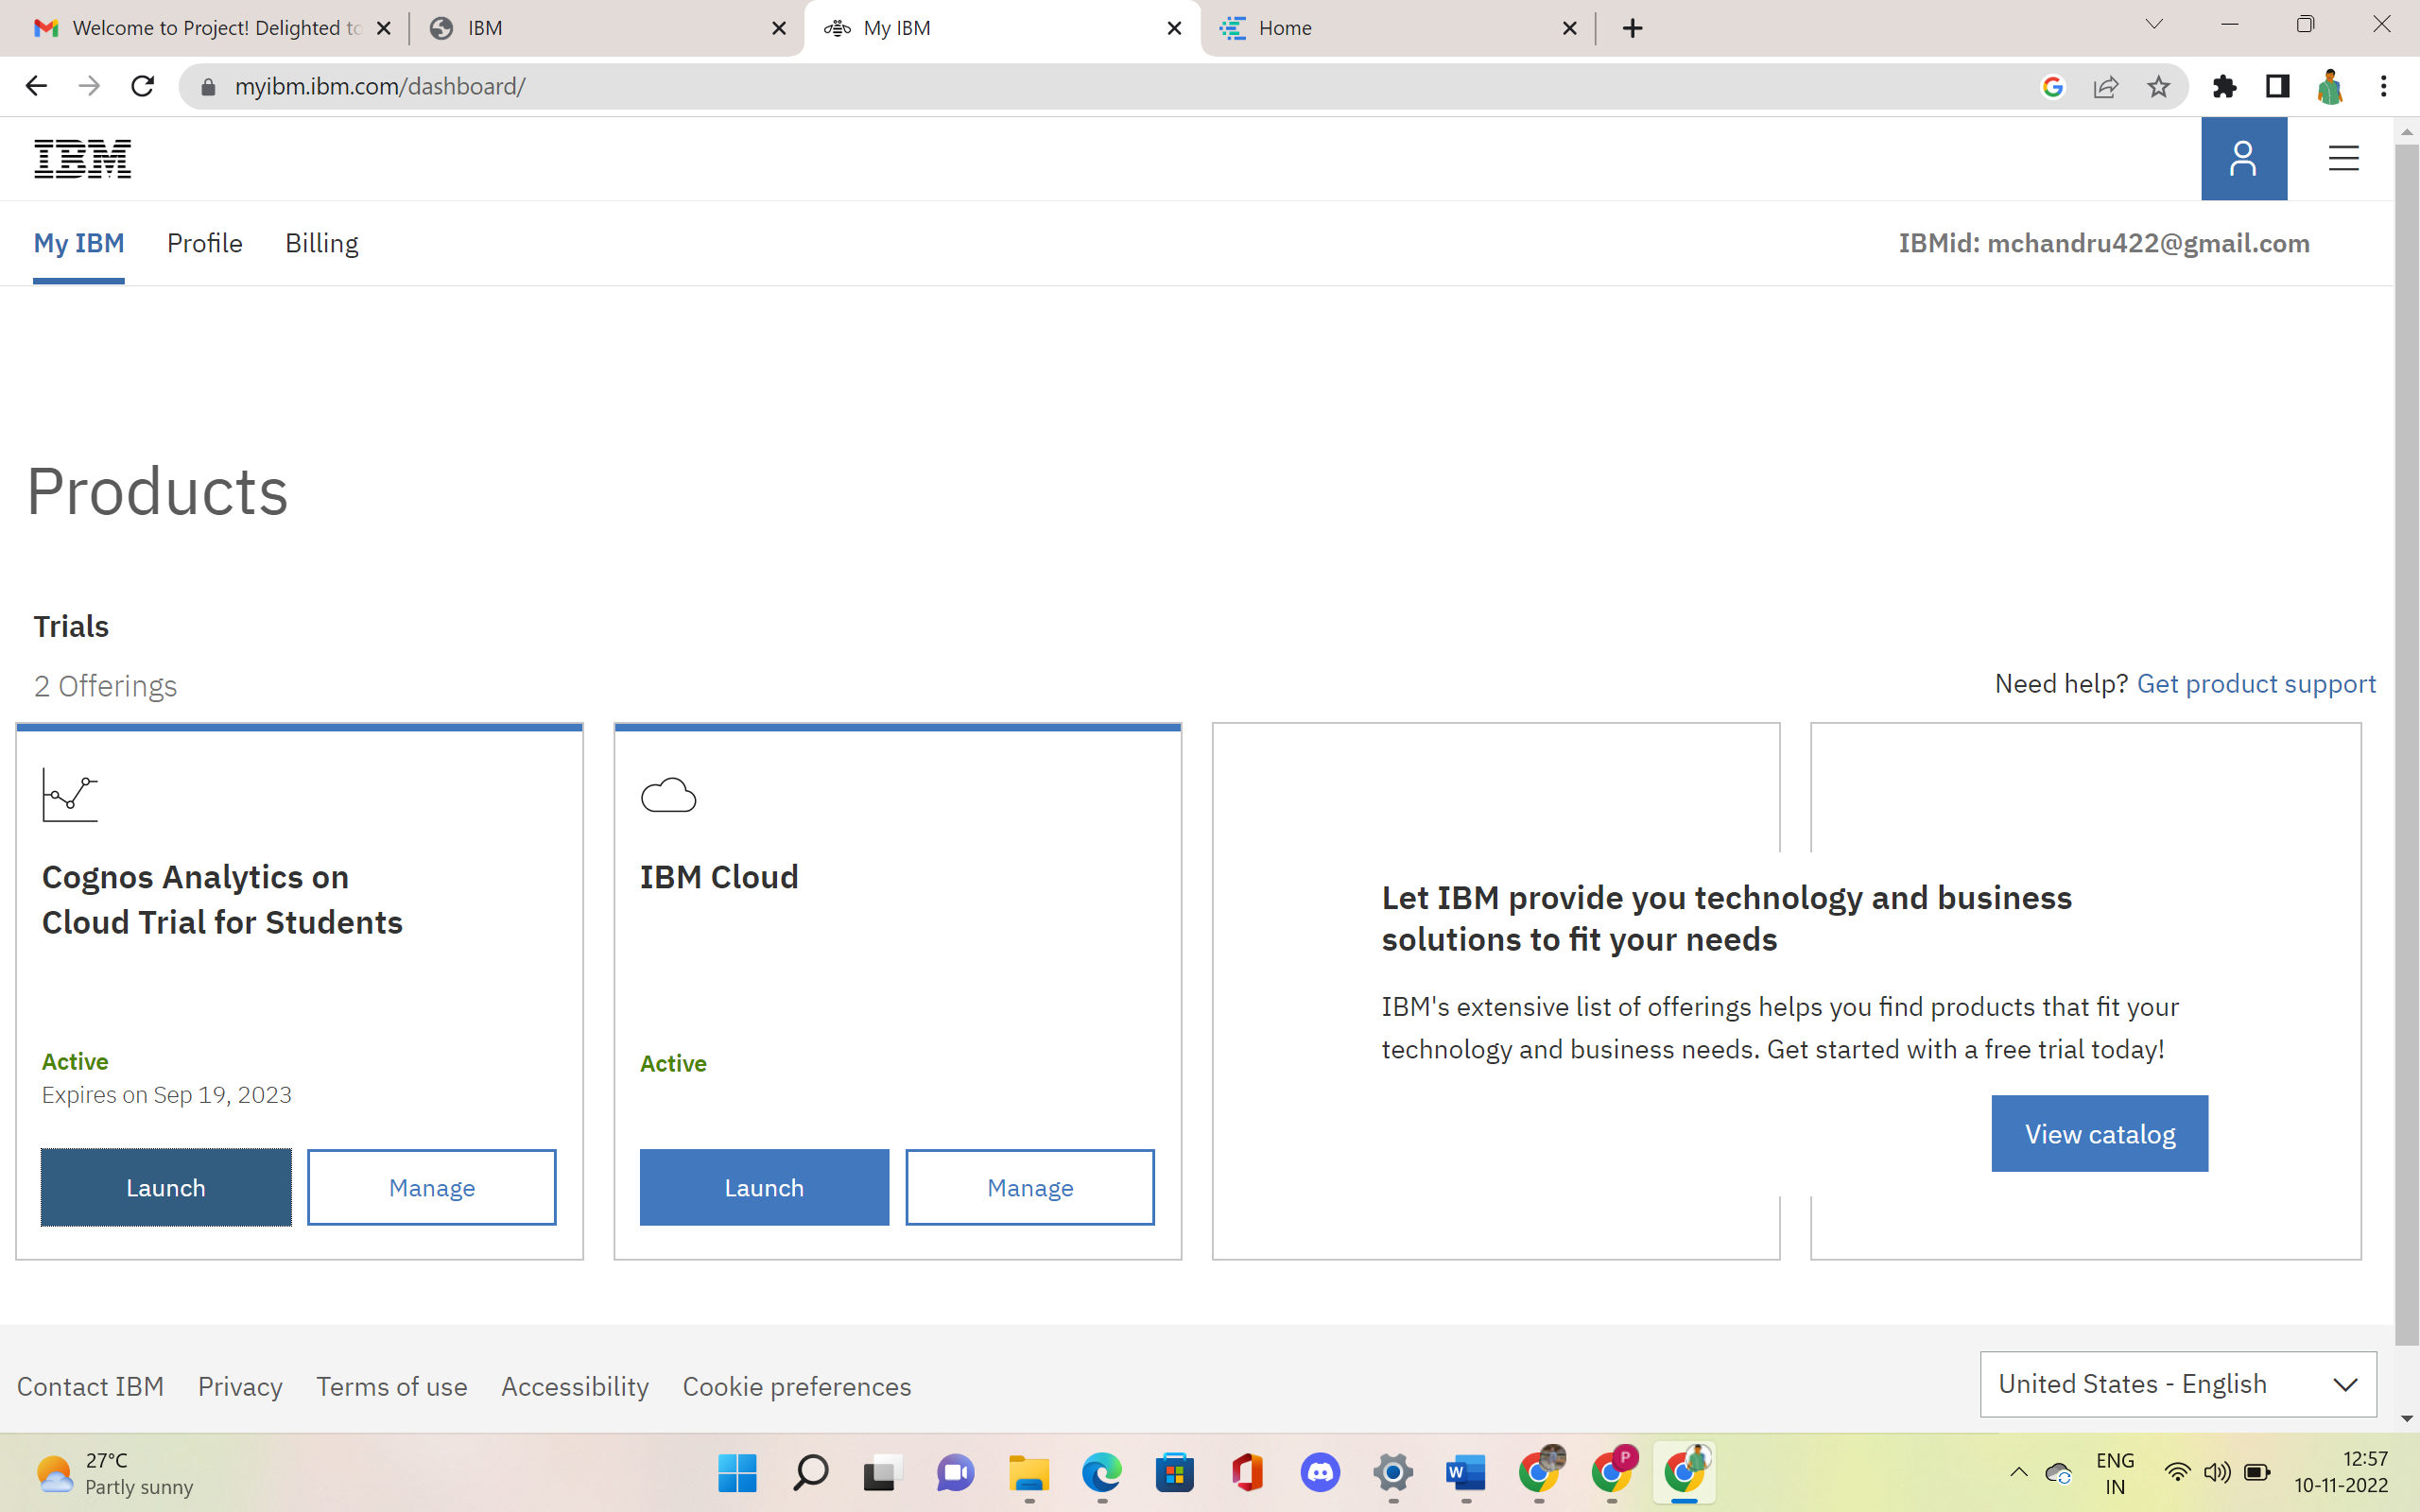 Welcome to Project! Delighted to
IBM
My IBM
Home
myibm.ibm.com/dashboard/
IBM
My IBM
Profile
Billing
IBMid: mchandru422@gmail.com
Products
Trials
2 Offerings
Need help? Get product support
Cognos Analytics on
Cloud Trial for Students
Active
Expires on Sep 19, 2023
Launch
Manage
IBM Cloud
Active
Launch
Manage
Let IBM provide you technology and business
solutions to fit your needs
IBM's extensive list of offerings helps you find products that fit your
technology and business needs. Get started with a free trial today!
View catalog
Contact IBM
Privacy
Terms of use
Accessibility
Cookie preferences
United States - English
27°C
Partly sunny
W
P
ENG
IN
12:57
10-11-2022